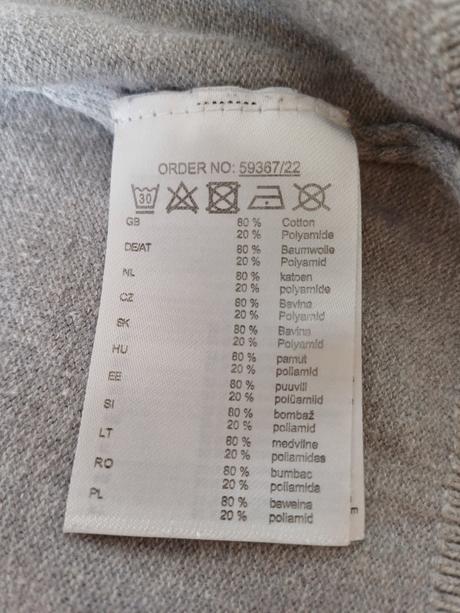 ORDER NO: 59367/22
30
GB 80 % Cotton
20 % Polyamide
DE/AT 80 % Baumwolle
20 % Polyamid
NL 80 % katoen
20 % polyamide
CZ 80 % Bavlna
20 % Polyamid
SK 80 % Bavlna
20 % Polyamid
HU 80 % pamut
20 % poliamid
EE 80 % puuvill
20 % polüamiid
SI 80 % bombaž
20 % poliamid
LT 80 % medvilnė
20 % poliamidas
RO 80 % bumbac
20 % poliamida
PL 80 % bawełna
20 % poliamid